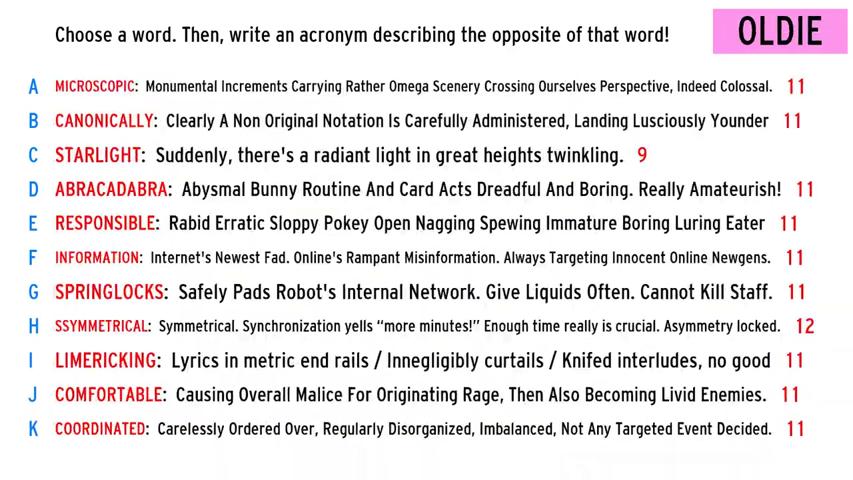 Choose a word. Then, write an acronym describing the opposite of that word!
OLDIE
A MICROSCOPIC: Monumental Increments Carrying Rather Omega Scenery Crossing Ourselves Perspective, Indeed Colossal. 11
B CANONICALLY: Clearly A Non Original Notation Is Carefully Administered, Landing Lusciously Younder 11
C STARLIGHT: Suddenly, there's a radiant light in great heights twinkling. 9
D ABRACADABRA: Abysmal Bunny Routine And Card Acts Dreadful And Boring. Really Amateurish! 11
E RESPONSIBLE: Rabid Erratic Sloppy Pokey Open Nagging Spewing Immature Boring Luring Eater 11
F INFORMATION: Internet's Newest Fad. Online's Rampant Misinformation. Always Targeting Innocent Online Newgens. 11
G SPRINGLOCKS: Safely Pads Robot's Internal Network. Give Liquids Often. Cannot Kill Staff. 11
H SSYMMETRICAL: Symmetrical. Synchronization yells "more minutes!" Enough time really is crucial. Asymmetry locked. 12
I LIMERICKING: Lyrics in metric end rails / Innegligibly curtails / Knifed interludes, no good 11
J COMFORTABLE: Causing Overall Malice For Originating Rage, Then Also Becoming Livid Enemies. 11
K COORDINATED: Carelessly Ordered Over, Regularly Disorganized, Imbalanced, Not Any Targeted Event Decided. 11